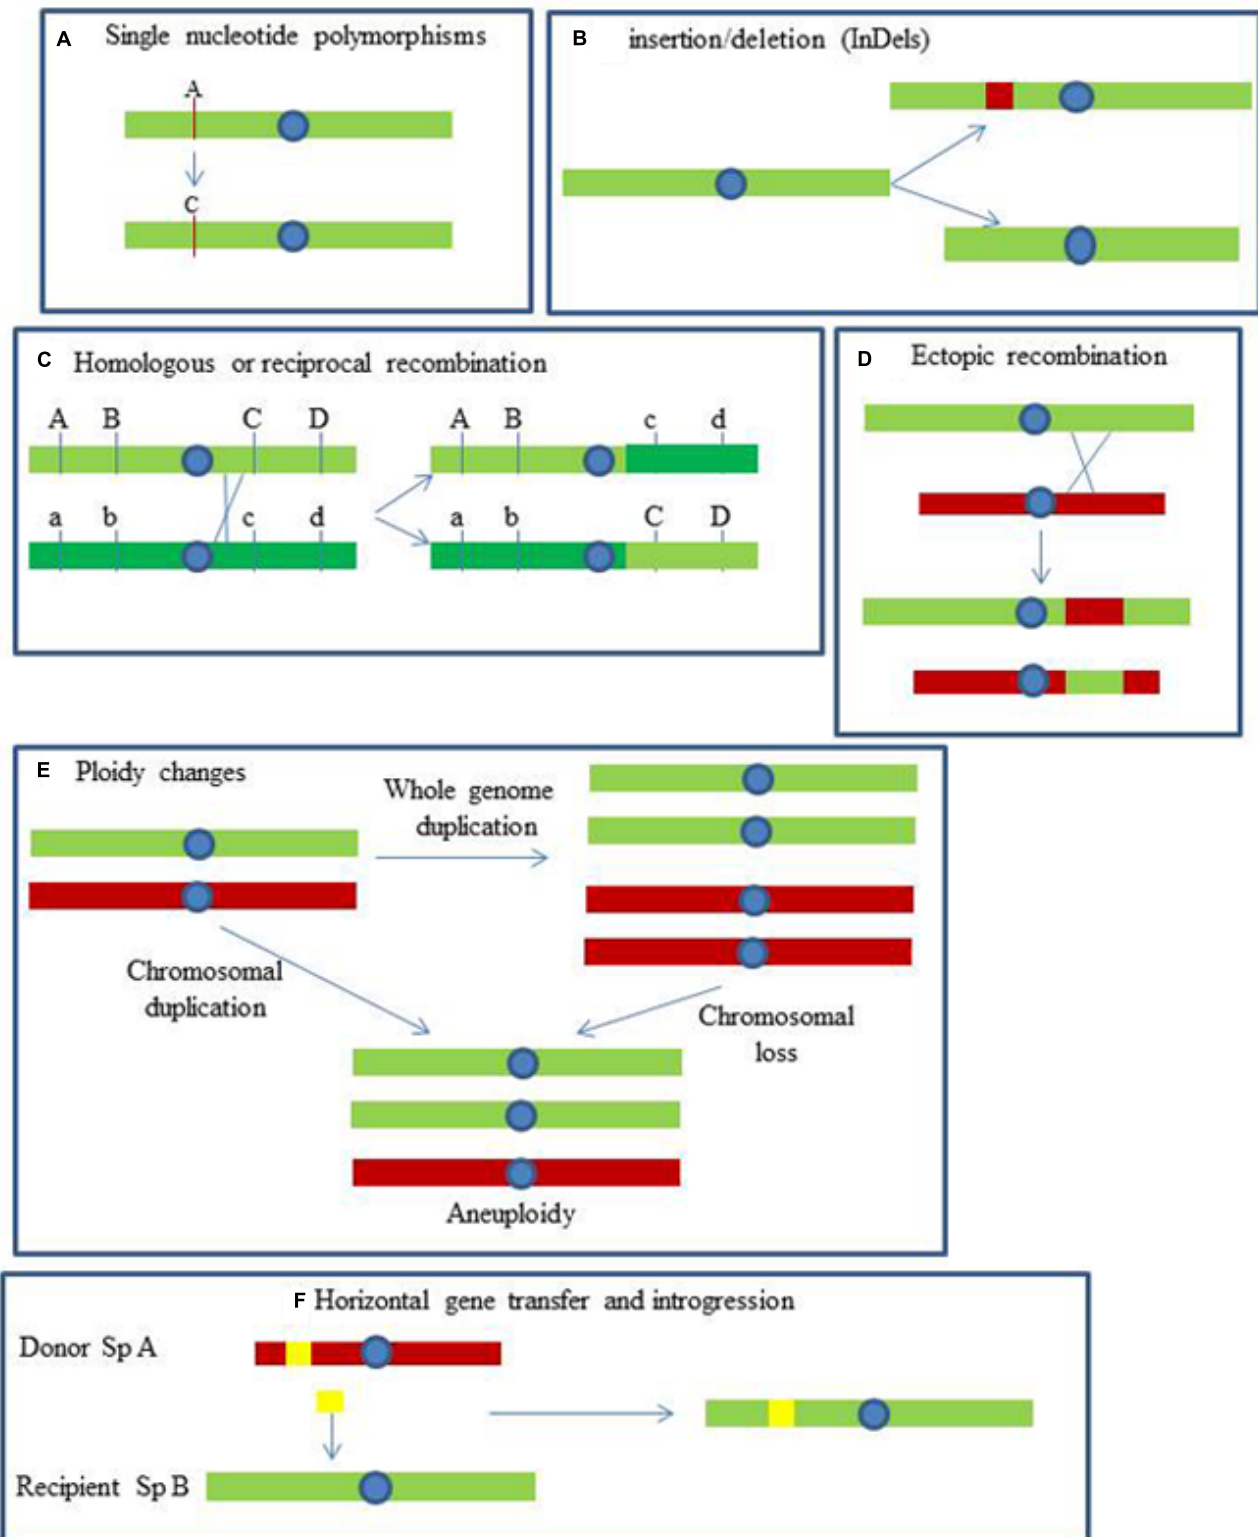 A Single nucleotide polymorphisms
A
C
B insertion/deletion (InDels)
C Homologous or reciprocal recombination
A B C D
a b c d
A B c d
a b C D
D Ectopic recombination
E Ploidy changes
Whole genome
duplication
Chromosomal
duplication
Chromosomal
loss
Aneuploidy
F Horizontal gene transfer and introgression
Donor Sp A
Recipient Sp B